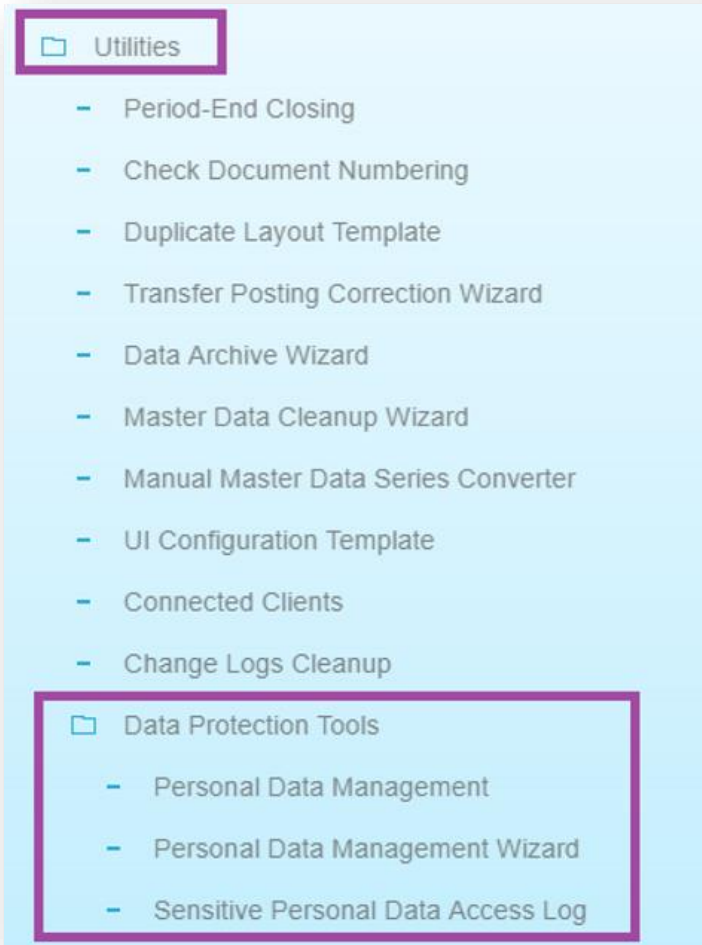 Utilities
Period-End Closing
Check Document Numbering
Duplicate Layout Template
Transfer Posting Correction Wizard
Data Archive Wizard
Master Data Cleanup Wizard
Manual Master Data Series Converter
UI Configuration Template
Connected Clients
Change Logs Cleanup
Data Protection Tools
Personal Data Management
Personal Data Management Wizard
Sensitive Personal Data Access Log